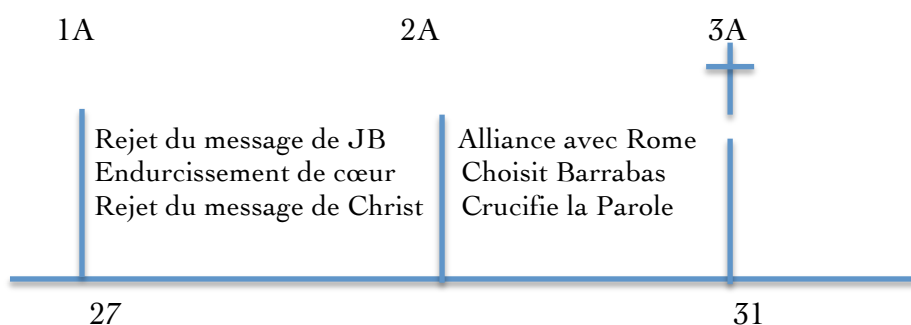 1A 2A 3A
Rejet du message de JB
Endurcissement de cœur
Rejet du message de Christ
Alliance avec Rome
Choisit Barrabas
Crucifie la Parole
27 31